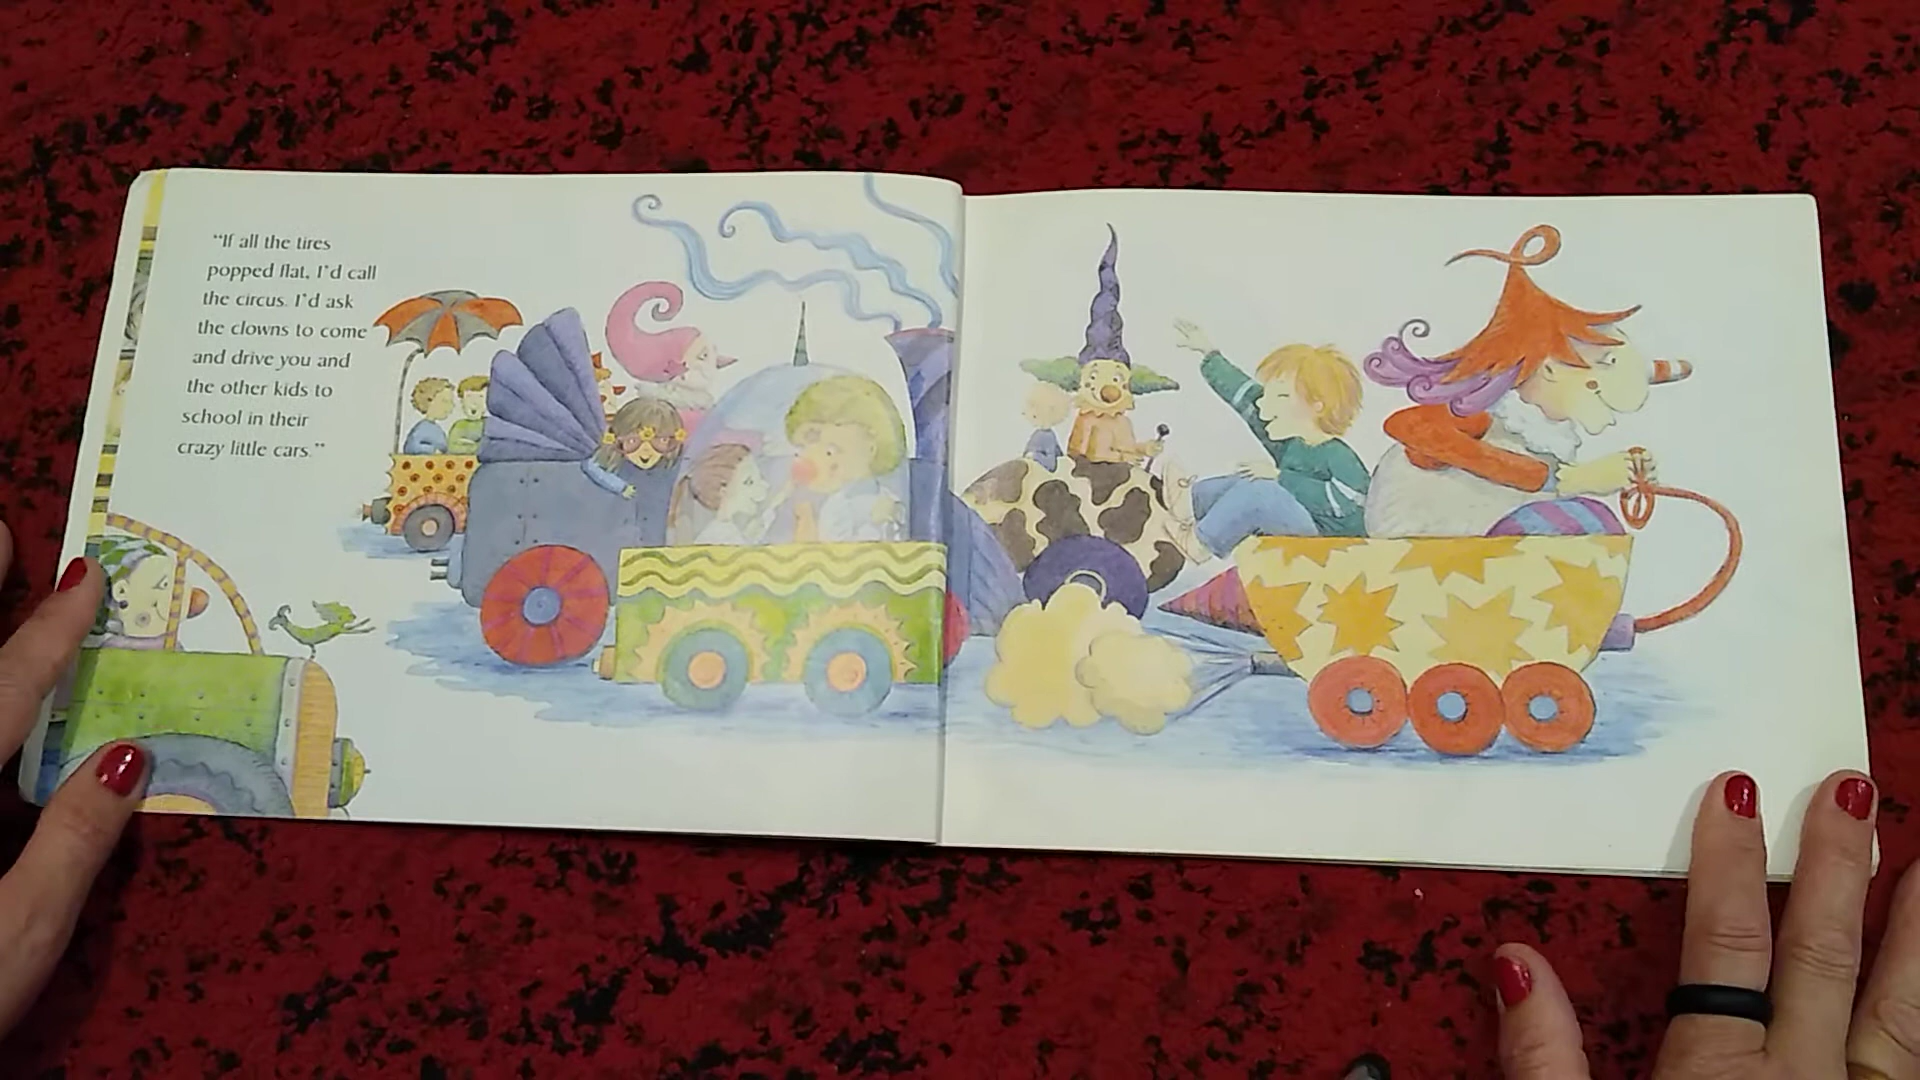 “If all the tires
popped flat, I’d call
the circus. I’d ask
the clowns to come
and drive you and
the other kids to
school in their
crazy little cars.”